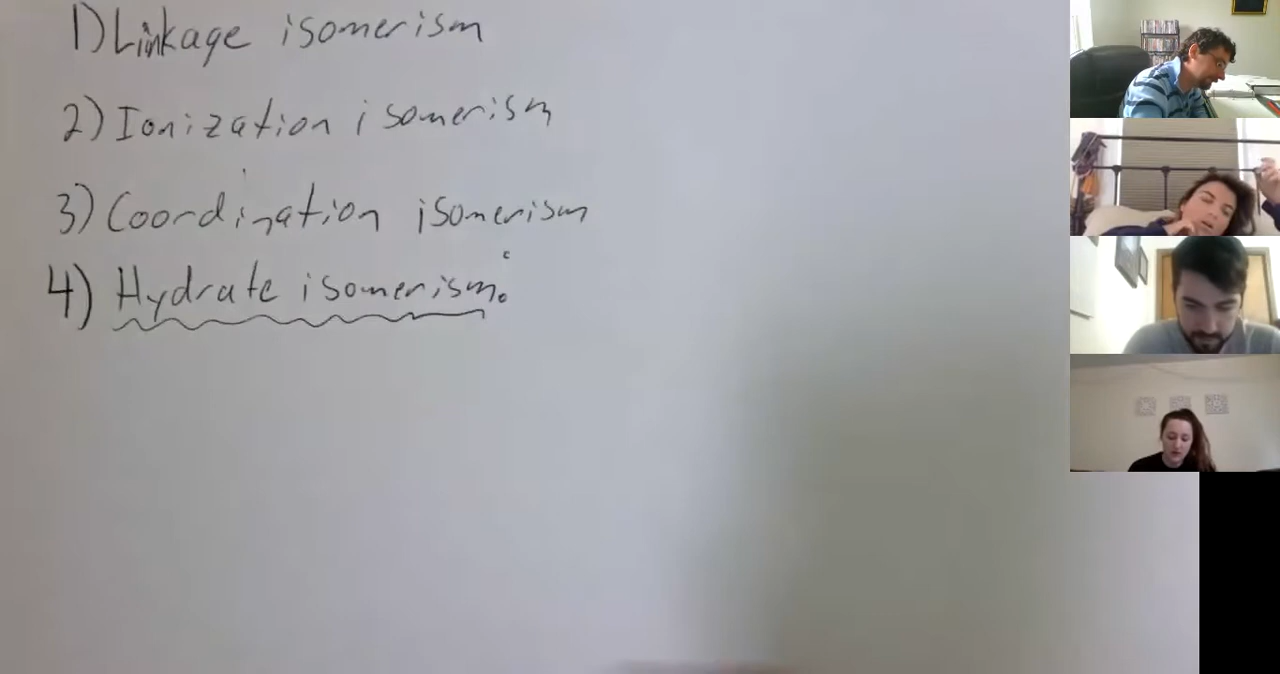 1) Linkage isomerism
2) Ionization isomerism
3) Coordination isomerism
4) Hydrate isomerism: